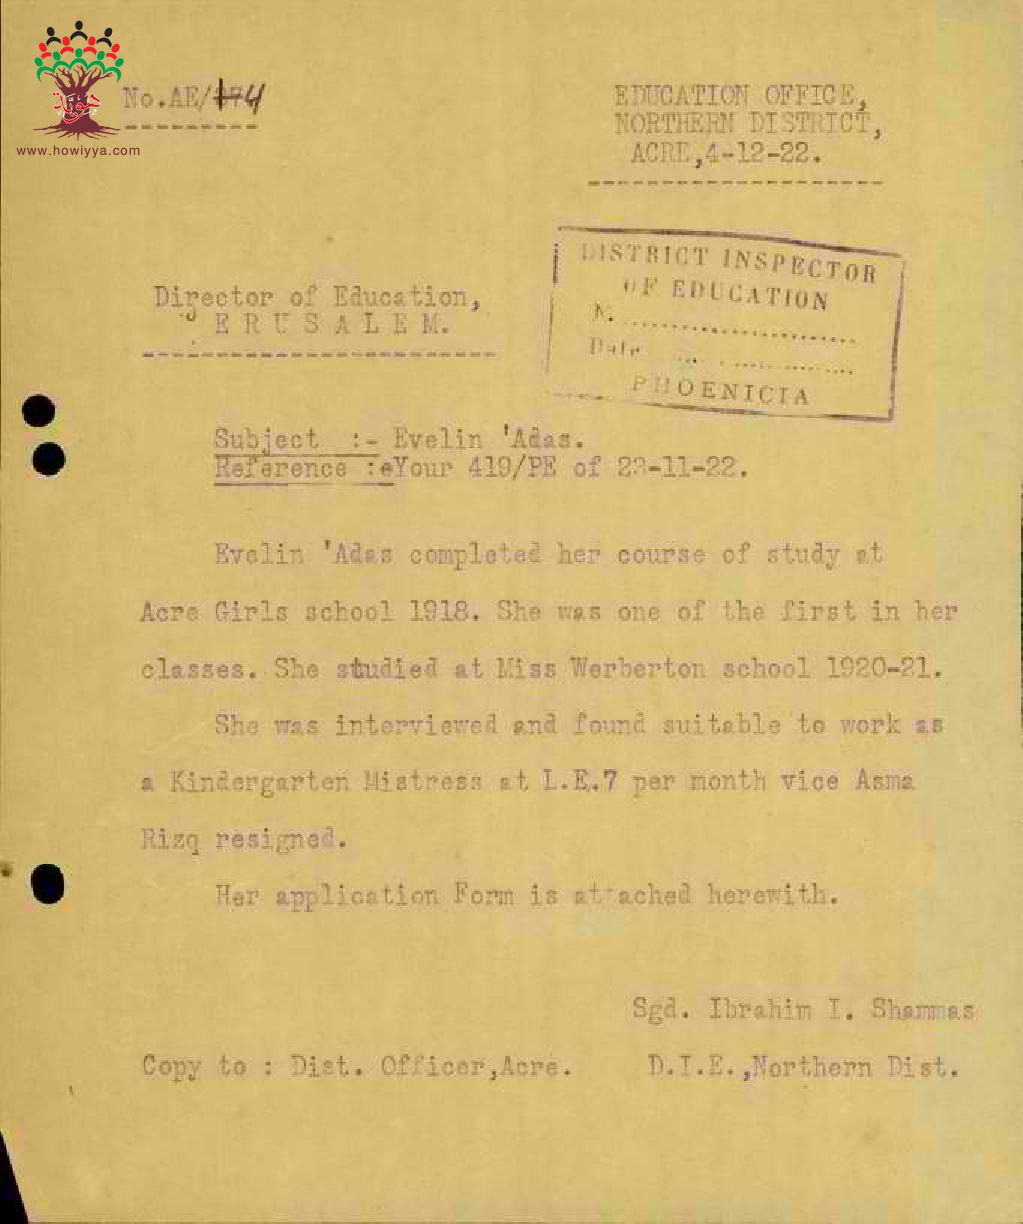 هوية
www.howiyya.com
No.AE/174
EDUCATION OFFICE,
NORTHERN DISTRICT,
ACRE,4-12-22.
DISTRICT INSPECTOR
OF EDUCATION
N. ..........
Date ..........
PHOENICIA
Director of Education,
JERUSALEM.
Subject :- Evelin 'Adas.
Reference :- Your 419/PE of 23-11-22.
Evelin 'Adas completed her course of study at
Acre Girls school 1918. She was one of the first in her
classes. She studied at Miss Werberton school 1920-21.
She was interviewed and found suitable to work as
a Kindergarten Mistress at L.E.7 per month vice Asma
Rizq resigned.
Her application Form is attached herewith.
Sgd. Ibrahim I. Shammas
Copy to : Dist. Officer,Acre. D.I.E.,Northern Dist.